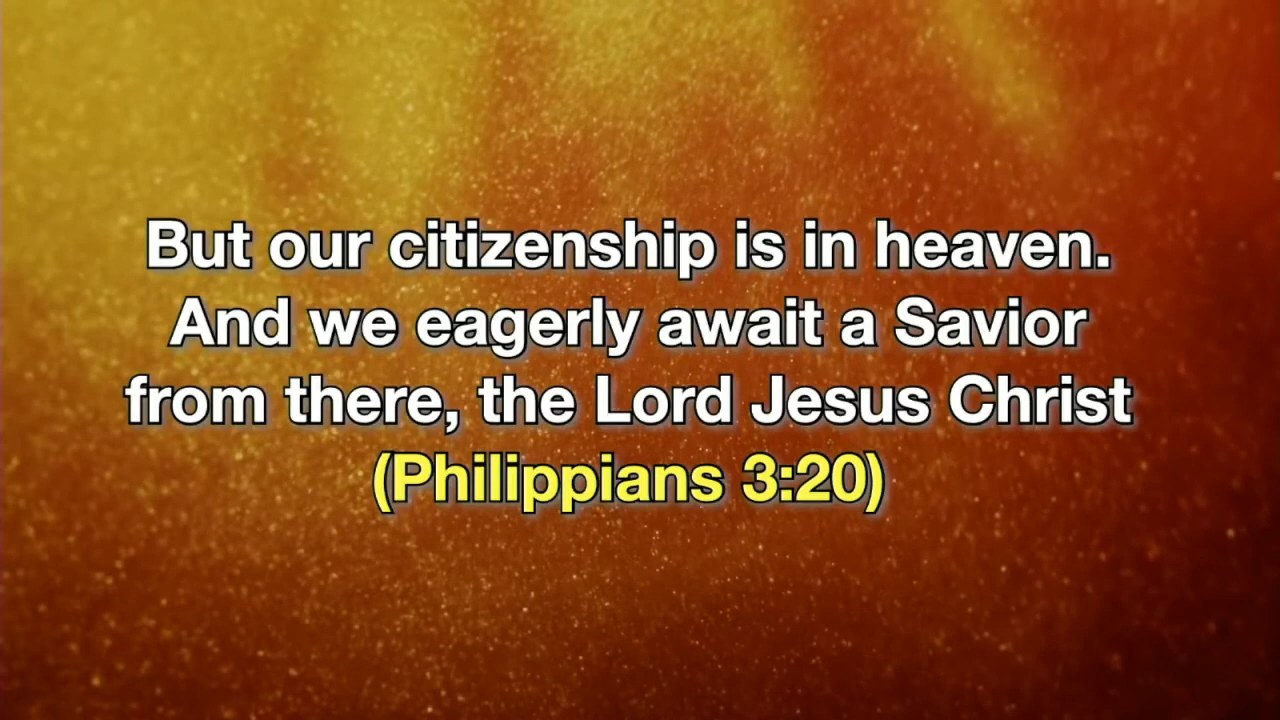 But our citizenship is in heaven.
And we eagerly await a Savior
from there, the Lord Jesus Christ
(Philippians 3:20)